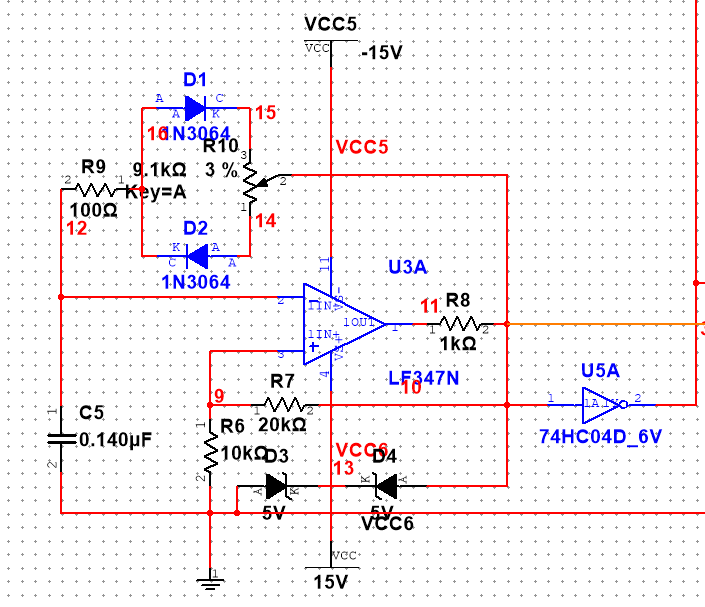 VCC5
VCC
-15V
D1
A
C
A
K
15
16
1N3064
R10
3
VCC5
R9
9.1kΩ
3 %
2
1
2
Key=A
100Ω
1
14
12
D2
K
A
C
A
1N3064
11
VS-
U3A
2
1IN-
11
R8
1OUT
1
1
2
1kΩ
3
1IN+
VS+
4
LF347N
10
U5A
R7
9
1
2
20kΩ
1
1A
1Y
2
74HC04D_6V
C5
1
0.140µF
2
R6
1
10kΩ
2
D3
VCC6
D4
13
A
K
K
A
5V
5V
VCC6
VCC
15V
1